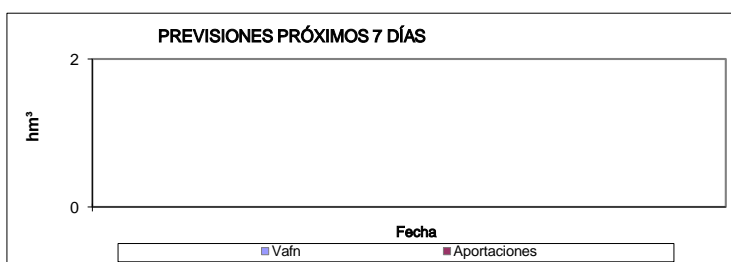 PREVISIONES PRÓXIMOS 7 DÍAS
2
hm³
0
Fecha
Vafn Aportaciones